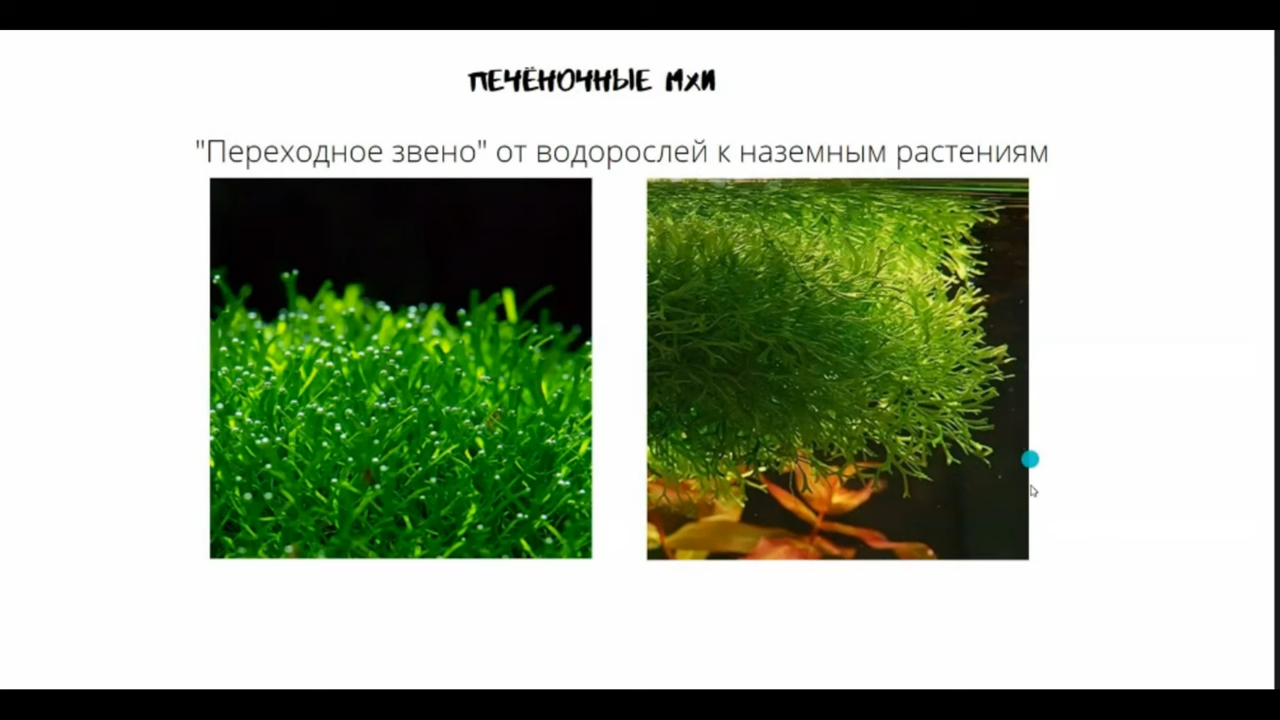 ПЕЧЁНОЧНЫЕ МХИ
"Переходное звено" от водорослей к наземным растениям